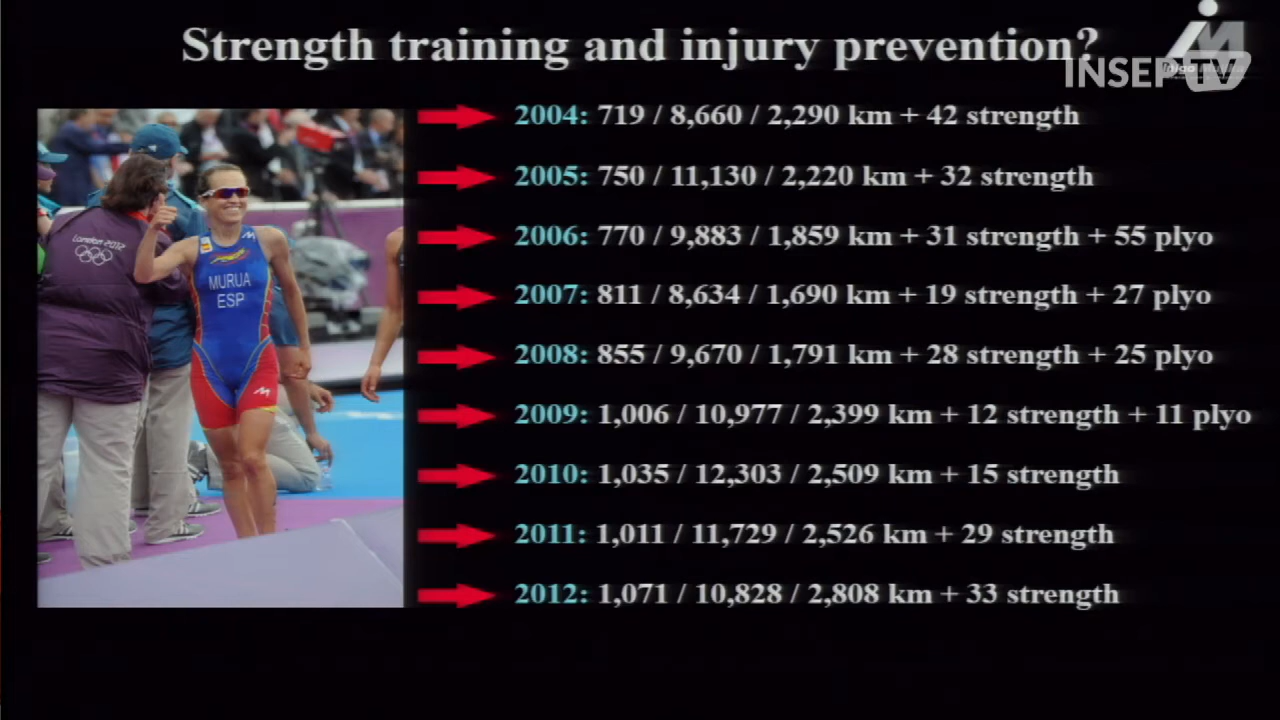 Strength training and injury prevention?
INSEP TV
2004: 719 / 8,660 / 2,290 km + 42 strength
2005: 750 / 11,130 / 2,220 km + 32 strength
2006: 770 / 9,883 / 1,859 km + 31 strength + 55 plyo
2007: 811 / 8,634 / 1,690 km + 19 strength + 27 plyo
2008: 855 / 9,670 / 1,791 km + 28 strength + 25 plyo
2009: 1,006 / 10,977 / 2,399 km + 12 strength + 11 plyo
2010: 1,035 / 12,303 / 2,509 km + 15 strength
2011: 1,011 / 11,729 / 2,526 km + 29 strength
2012: 1,071 / 10,828 / 2,808 km + 33 strength
London 2012
MURUA
ESP